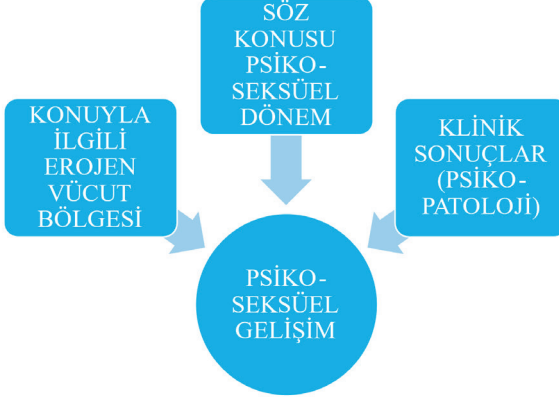 SÖZ
KONUSU
PSİKO-
SEKSÜEL
DÖNEM
KONUYLA
İLGİLİ
EROJEN
VÜCUT
BÖLGESİ
KLİNİK
SONUÇLAR
(PSİKO-
PATOLOJİ)
PSİKO-
SEKSÜEL
GELİŞİM